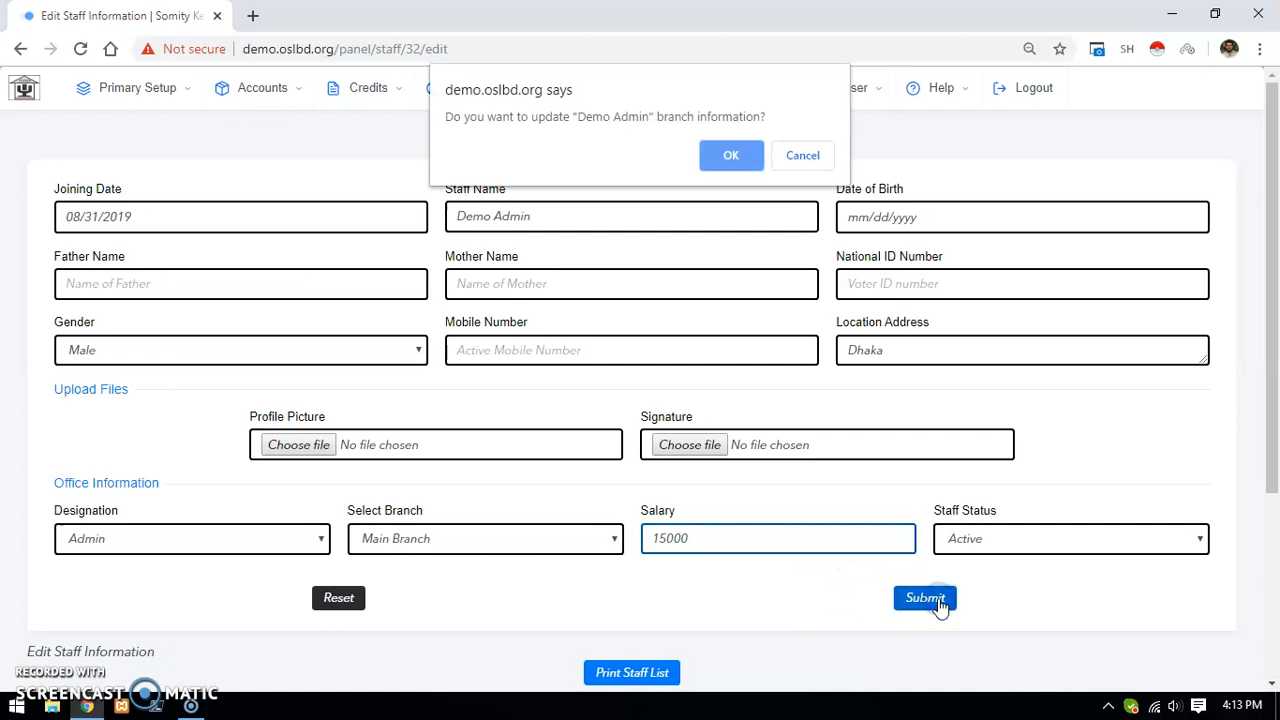 Edit Staff Information | Somity Ke
Not secure demo.oslbd.org/panel/staff/32/edit
SH
Primary Setup Accounts Credits ser Help Logout
demo.oslbd.org says
Do you want to update "Demo Admin" branch information?
OK Cancel
Joining Date Staff Name Date of Birth
08/31/2019 Demo Admin mm/dd/yyyy
Father Name Mother Name National ID Number
Name of Father Name of Mother Voter ID number
Gender Mobile Number Location Address
Male Active Mobile Number Dhaka
Upload Files
Profile Picture Signature
Choose file No file chosen Choose file No file chosen
Office Information
Designation Select Branch Salary Staff Status
Admin Main Branch 15000 Active
Reset Submit
Edit Staff Information
Print Staff List
RECORDED WITH
SCREENCAST MATIC
4:13 PM